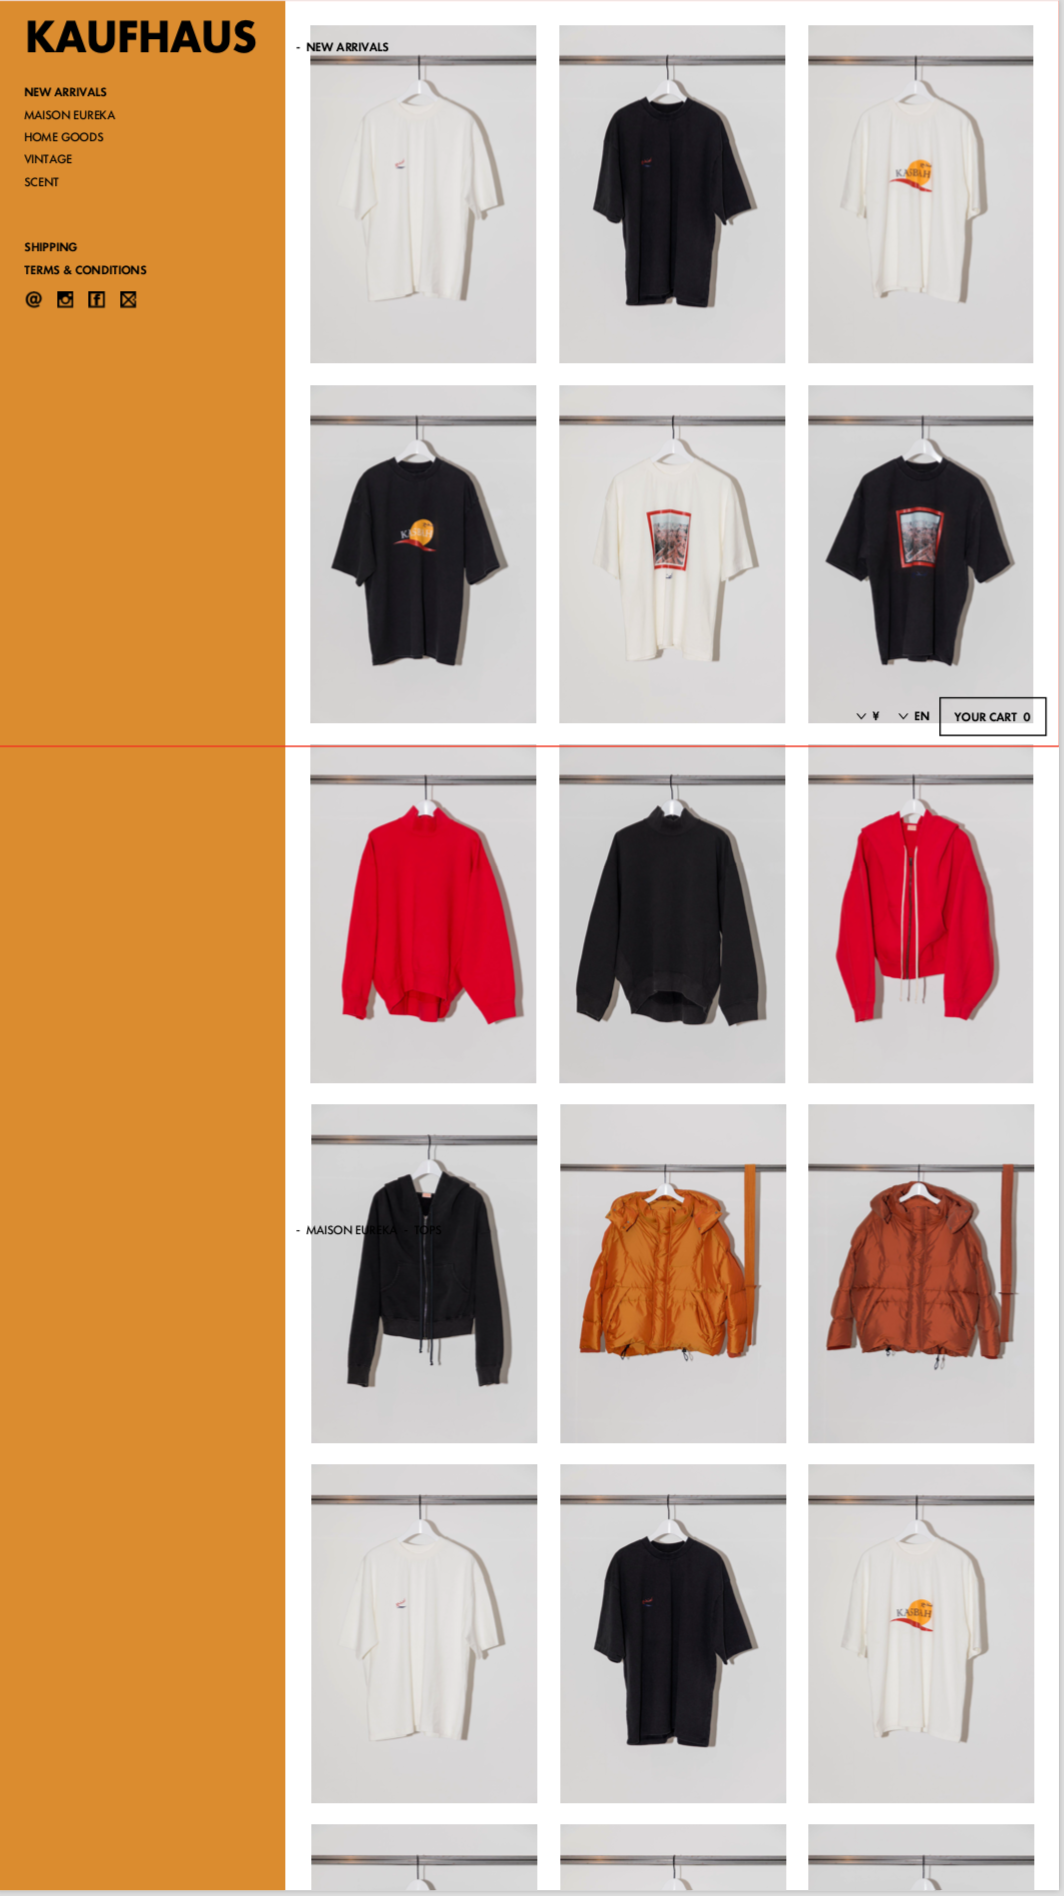 KAUFHAUS
NEW ARRIVALS
MAISON EUREKA
HOME GOODS
VINTAGE
SCENT
SHIPPING
TERMS & CONDITIONS
- NEW ARRIVALS
KASBAH
¥
EN
YOUR CART 0
- MAISON EUREKA - TOPS
KASBAH